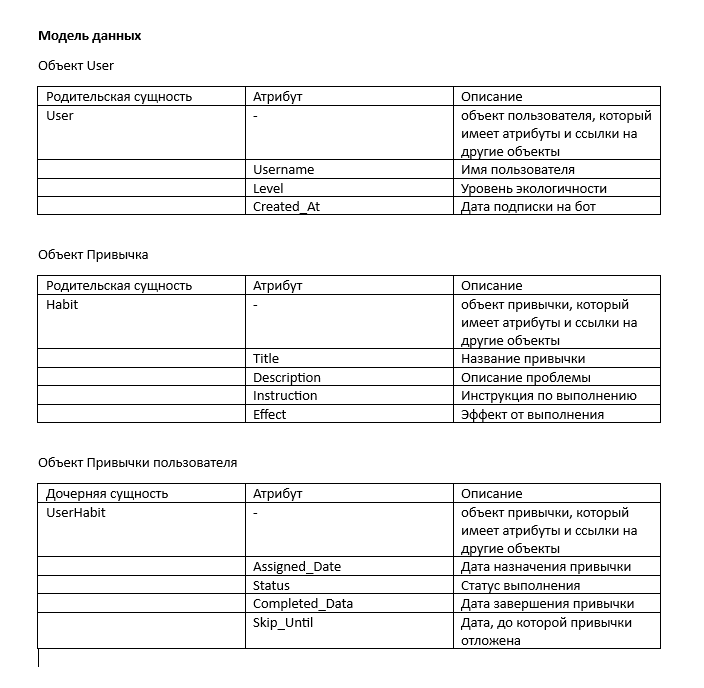 Модель данных
Объект User
Родительская сущность Атрибут Описание
User - объект пользователя, который
имеет атрибуты и ссылки на
другие объекты
Username Имя пользователя
Level Уровень экологичности
Created_At Дата подписки на бот
Объект Привычка
Родительская сущность Атрибут Описание
Habit - объект привычки, который
имеет атрибуты и ссылки на
другие объекты
Title Название привычки
Description Описание проблемы
Instruction Инструкция по выполнению
Effect Эффект от выполнения
Объект Привычки пользователя
Дочерняя сущность Атрибут Описание
UserHabit - объект привычки, который
имеет атрибуты и ссылки на
другие объекты
Assigned_Date Дата назначения привычки
Status Статус выполнения
Completed_Data Дата завершения привычки
Skip_Until Дата, до которой привычки
отложена